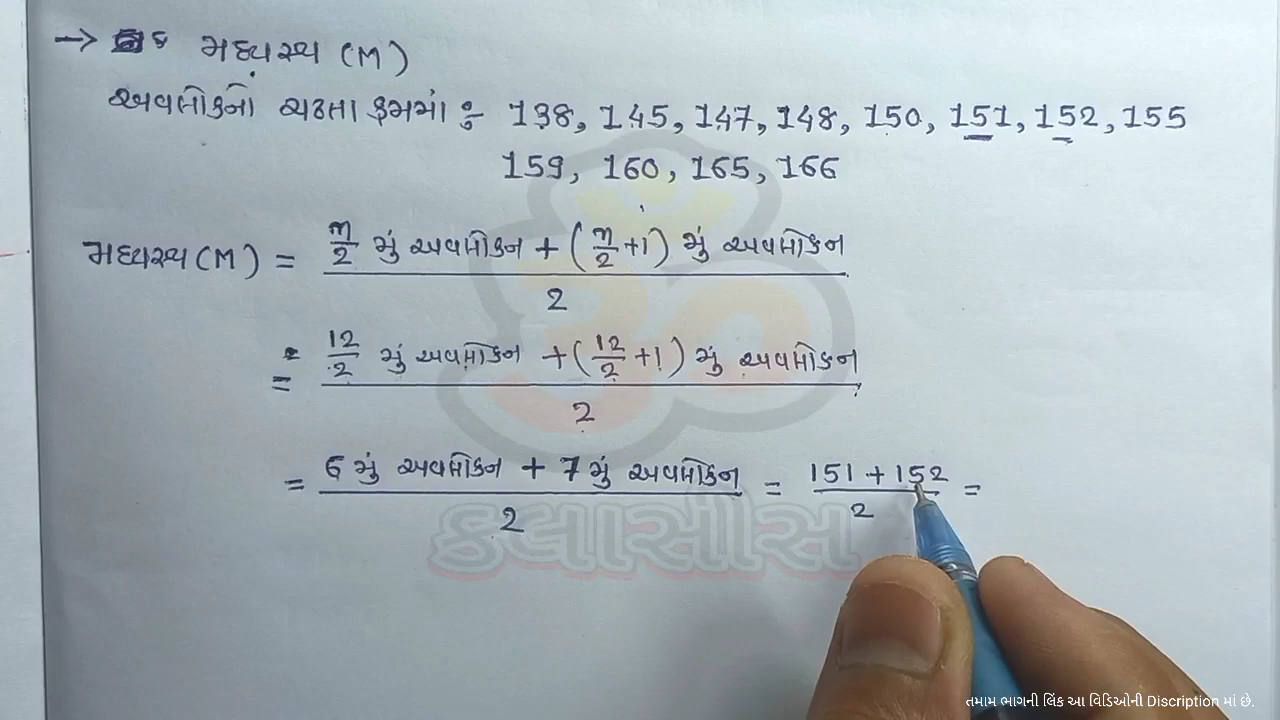 → મધ્યસ્થ (M)
અવલોકનો ચઢતા ક્રમમાં :- 138, 145, 147, 148, 150, 151, 152, 155
159, 160, 165, 166
મધ્યસ્થ (M) = n/2 મું અવલોકન + (n/2 + 1) મું અવલોકન / 2
= 12/2 મું અવલોકન + (12/2 + 1) મું અવલોકન / 2
= 6 મું અવલોકન + 7 મું અવલોકન / 2 = 151 + 152 / 2 =
ૐ
ક્લાસીસ
તમામ ભાગની લિંક આ વિડિઓની Discription માં છે.